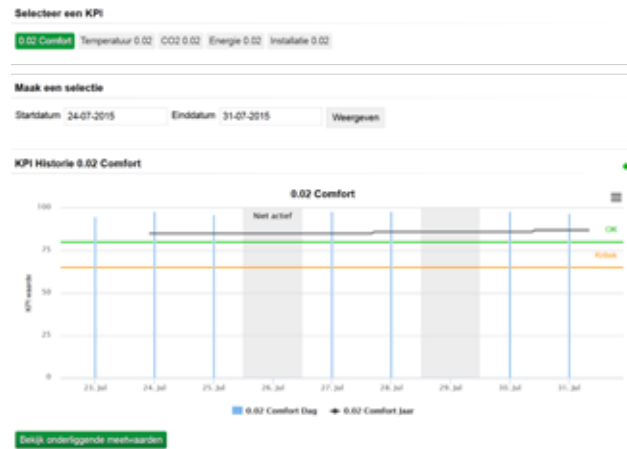 Selecteer een KPI
0.02 Comfort Temperatuur 0.02 CO2 0.02 Energie 0.02 Installatie 0.02
Maak een selectie
Startdatum 24-07-2015 Einddatum 31-07-2015 Weergeven
KPI Historie 0.02 Comfort
0.02 Comfort
100
Niet actief
OK
75
Kritiek
KPI waarde
50
25
0
23. Jul 24. Jul 25. Jul 26. Jul 27. Jul 28. Jul 29. Jul 30. Jul 31. Jul
0.02 Comfort Dag 0.02 Comfort Jaar
Bekijk onderliggende meetwaarden